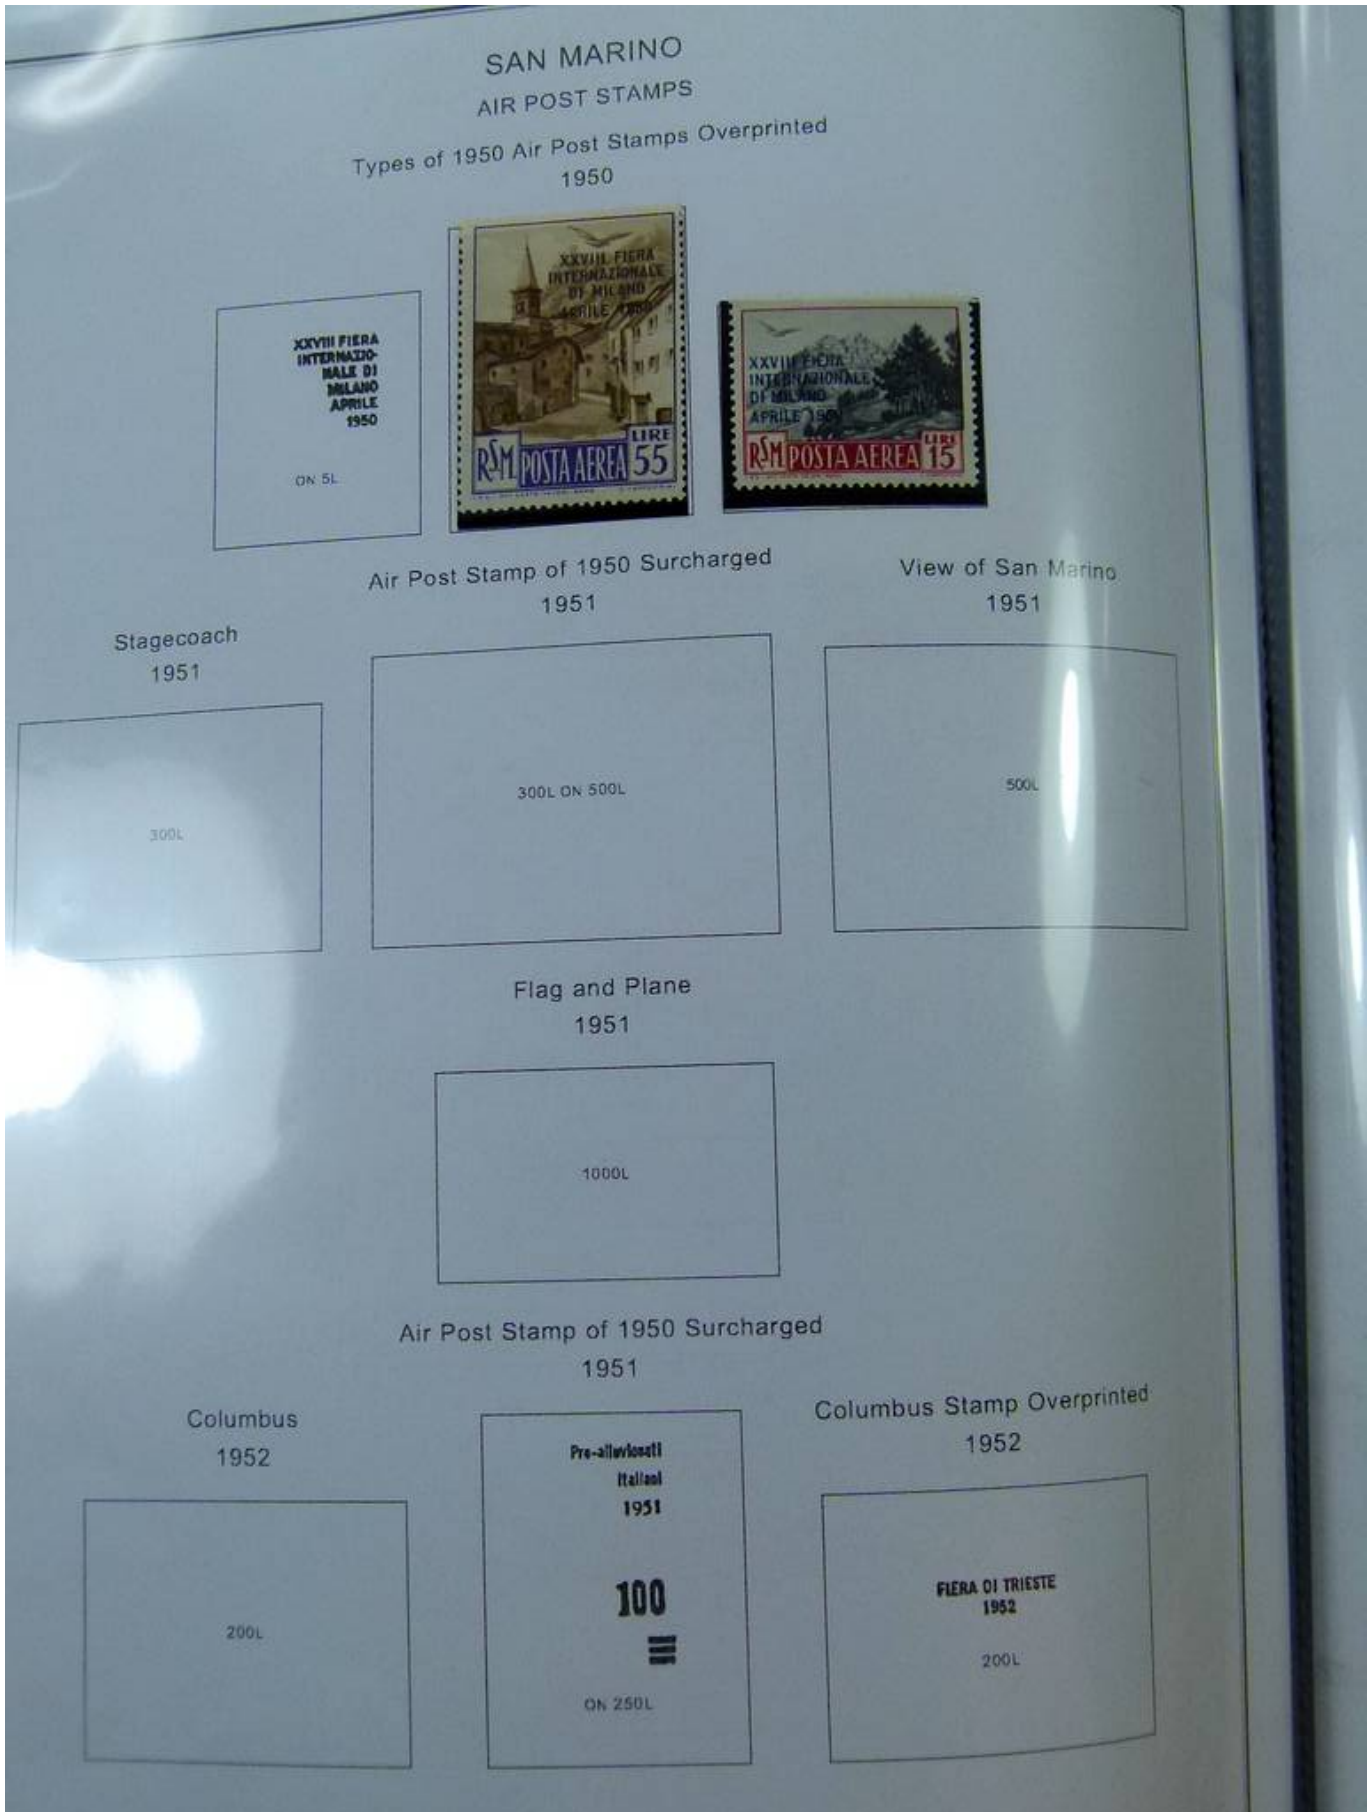 SAN MARINO
AIR POST STAMPS
Types of 1950 Air Post Stamps Overprinted
1950
XXVIII FIERA
INTERNAZIO-
NALE DI
MILANO
APRILE
1950
ON 5L
XXVIII FIERA
INTERNAZIONALE
DI MILANO
APRILE 1950
LIRE
RSM POSTA AEREA 55
XXVIII FIERA
INTERNAZIONALE
DI MILANO
APRILE 1950
LIRE
RSM POSTA AEREA 15
Stagecoach
1951
300L
Air Post Stamp of 1950 Surcharged
1951
300L ON 500L
View of San Marino
1951
500L
Flag and Plane
1951
1000L
Air Post Stamp of 1950 Surcharged
1951
Columbus
1952
200L
Pro-alluvionati
Italiani
1951
100
ON 250L
Columbus Stamp Overprinted
1952
FIERA DI TRIESTE
1952
200L